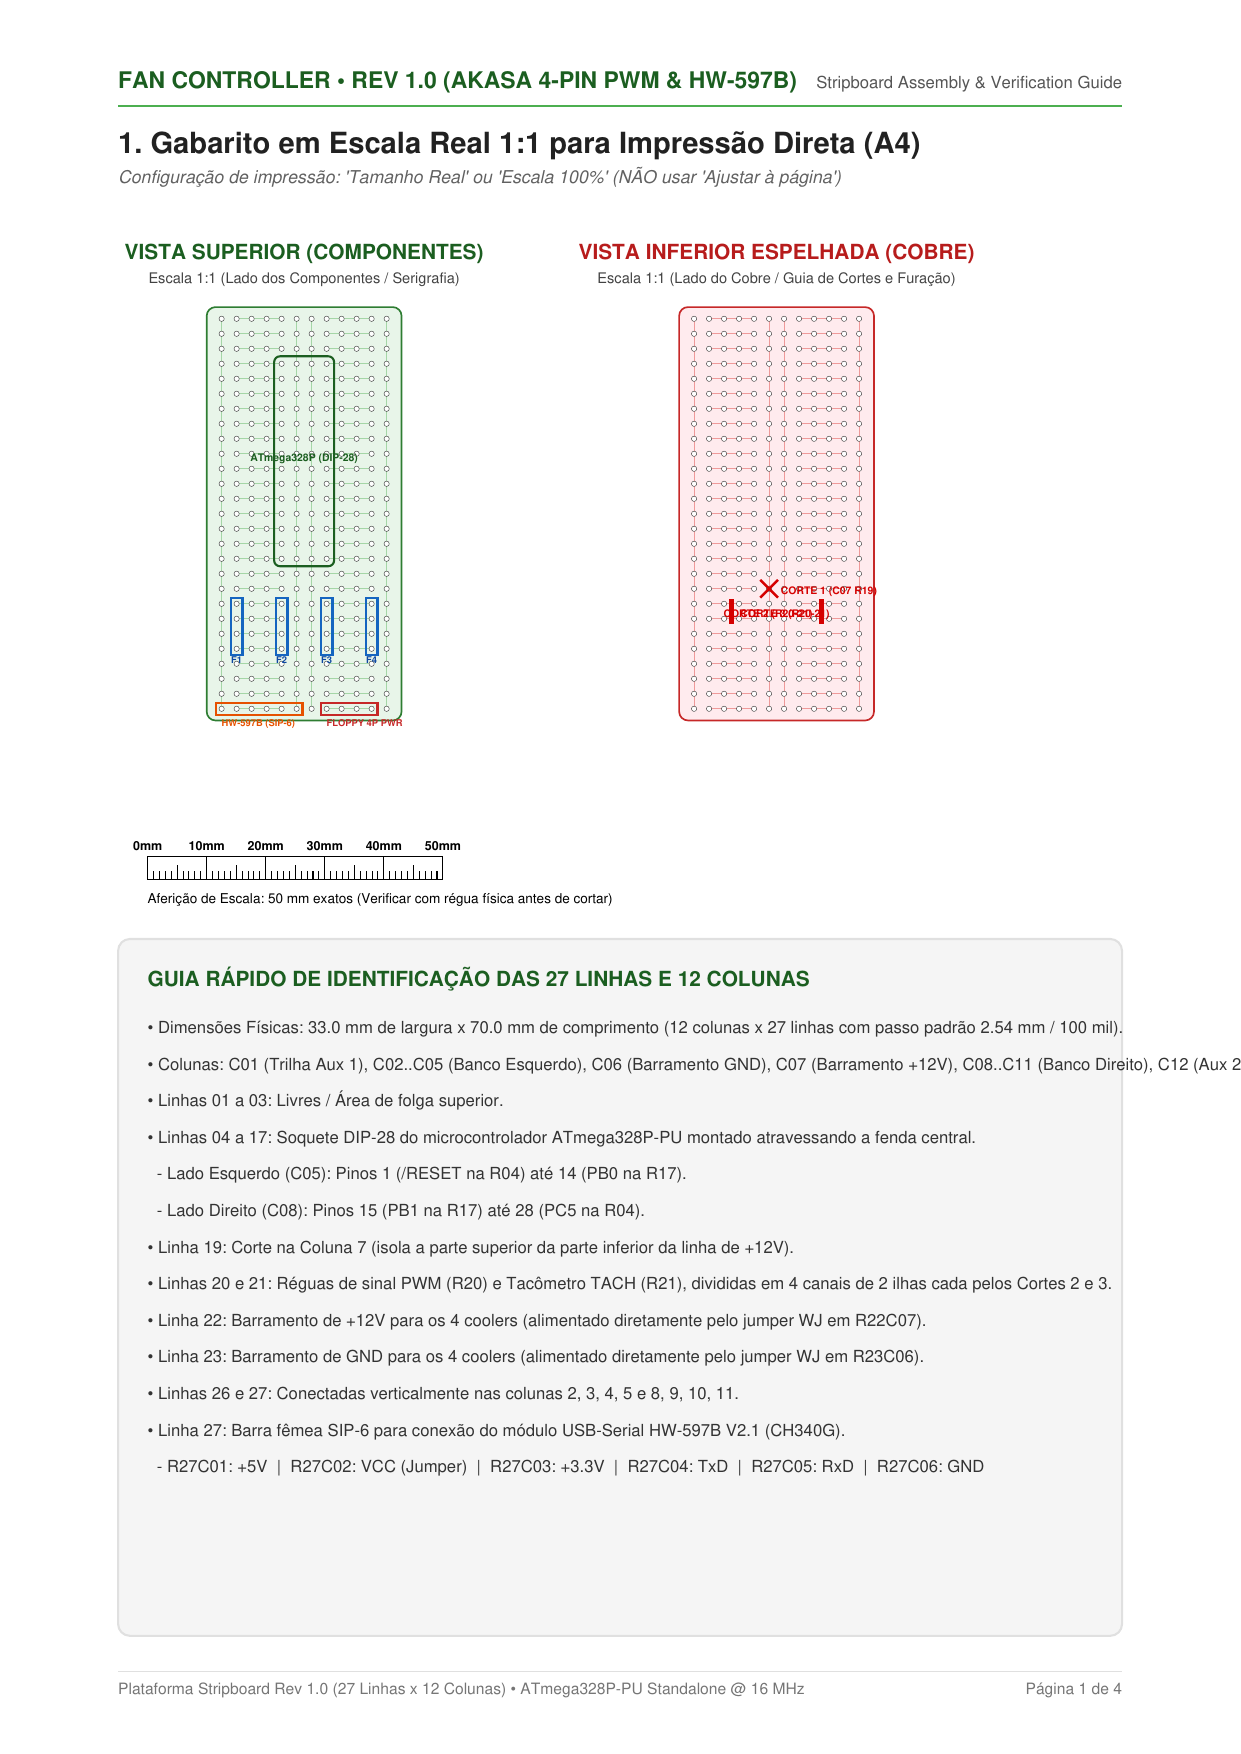 FAN CONTROLLER • REV 1.0 (AKASA 4-PIN PWM & HW-597B) Stripboard Assembly & Verification Guide
1. Gabarito em Escala Real 1:1 para Impressão Direta (A4)
Configuração de impressão: 'Tamanho Real' ou 'Escala 100%' (NÃO usar 'Ajustar à página')
VISTA SUPERIOR (COMPONENTES)
Escala 1:1 (Lado dos Componentes / Serigrafia)
ATmega328P (DIP-28)
F1 F2 F3 F4
HW-597B (SIP-6) FLOPPY 4P PWR
VISTA INFERIOR ESPELHADA (COBRE)
Escala 1:1 (Lado do Cobre / Guia de Cortes e Furação)
CORTE 1 (C07 R19)
0mm 10mm 20mm 30mm 40mm 50mm
Aferição de Escala: 50 mm exatos (Verificar com régua física antes de cortar)
GUIA RÁPIDO DE IDENTIFICAÇÃO DAS 27 LINHAS E 12 COLUNAS
• Dimensões Físicas: 33.0 mm de largura x 70.0 mm de comprimento (12 colunas x 27 linhas com passo padrão 2.54 mm / 100 mil).
• Colunas: C01 (Trilha Aux 1), C02..C05 (Banco Esquerdo), C06 (Barramento GND), C07 (Barramento +12V), C08..C11 (Banco Direito), C12 (Aux 2
• Linhas 01 a 03: Livres / Área de folga superior.
• Linhas 04 a 17: Soquete DIP-28 do microcontrolador ATmega328P-PU montado atravessando a fenda central.
- Lado Esquerdo (C05): Pinos 1 (/RESET na R04) até 14 (PB0 na R17).
- Lado Direito (C08): Pinos 15 (PB1 na R17) até 28 (PC5 na R04).
• Linha 19: Corte na Coluna 7 (isola a parte superior da parte inferior da linha de +12V).
• Linhas 20 e 21: Réguas de sinal PWM (R20) e Tacômetro TACH (R21), divididas em 4 canais de 2 ilhas cada pelos Cortes 2 e 3.
• Linha 22: Barramento de +12V para os 4 coolers (alimentado diretamente pelo jumper WJ em R22C07).
• Linha 23: Barramento de GND para os 4 coolers (alimentado diretamente pelo jumper WJ em R23C06).
• Linhas 26 e 27: Conectadas verticalmente nas colunas 2, 3, 4, 5 e 8, 9, 10, 11.
• Linha 27: Barra fêmea SIP-6 para conexão do módulo USB-Serial HW-597B V2.1 (CH340G).
- R27C01: +5V | R27C02: VCC (Jumper) | R27C03: +3.3V | R27C04: TxD | R27C05: RxD | R27C06: GND
Plataforma Stripboard Rev 1.0 (27 Linhas x 12 Colunas) • ATmega328P-PU Standalone @ 16 MHz
Página 1 de 4